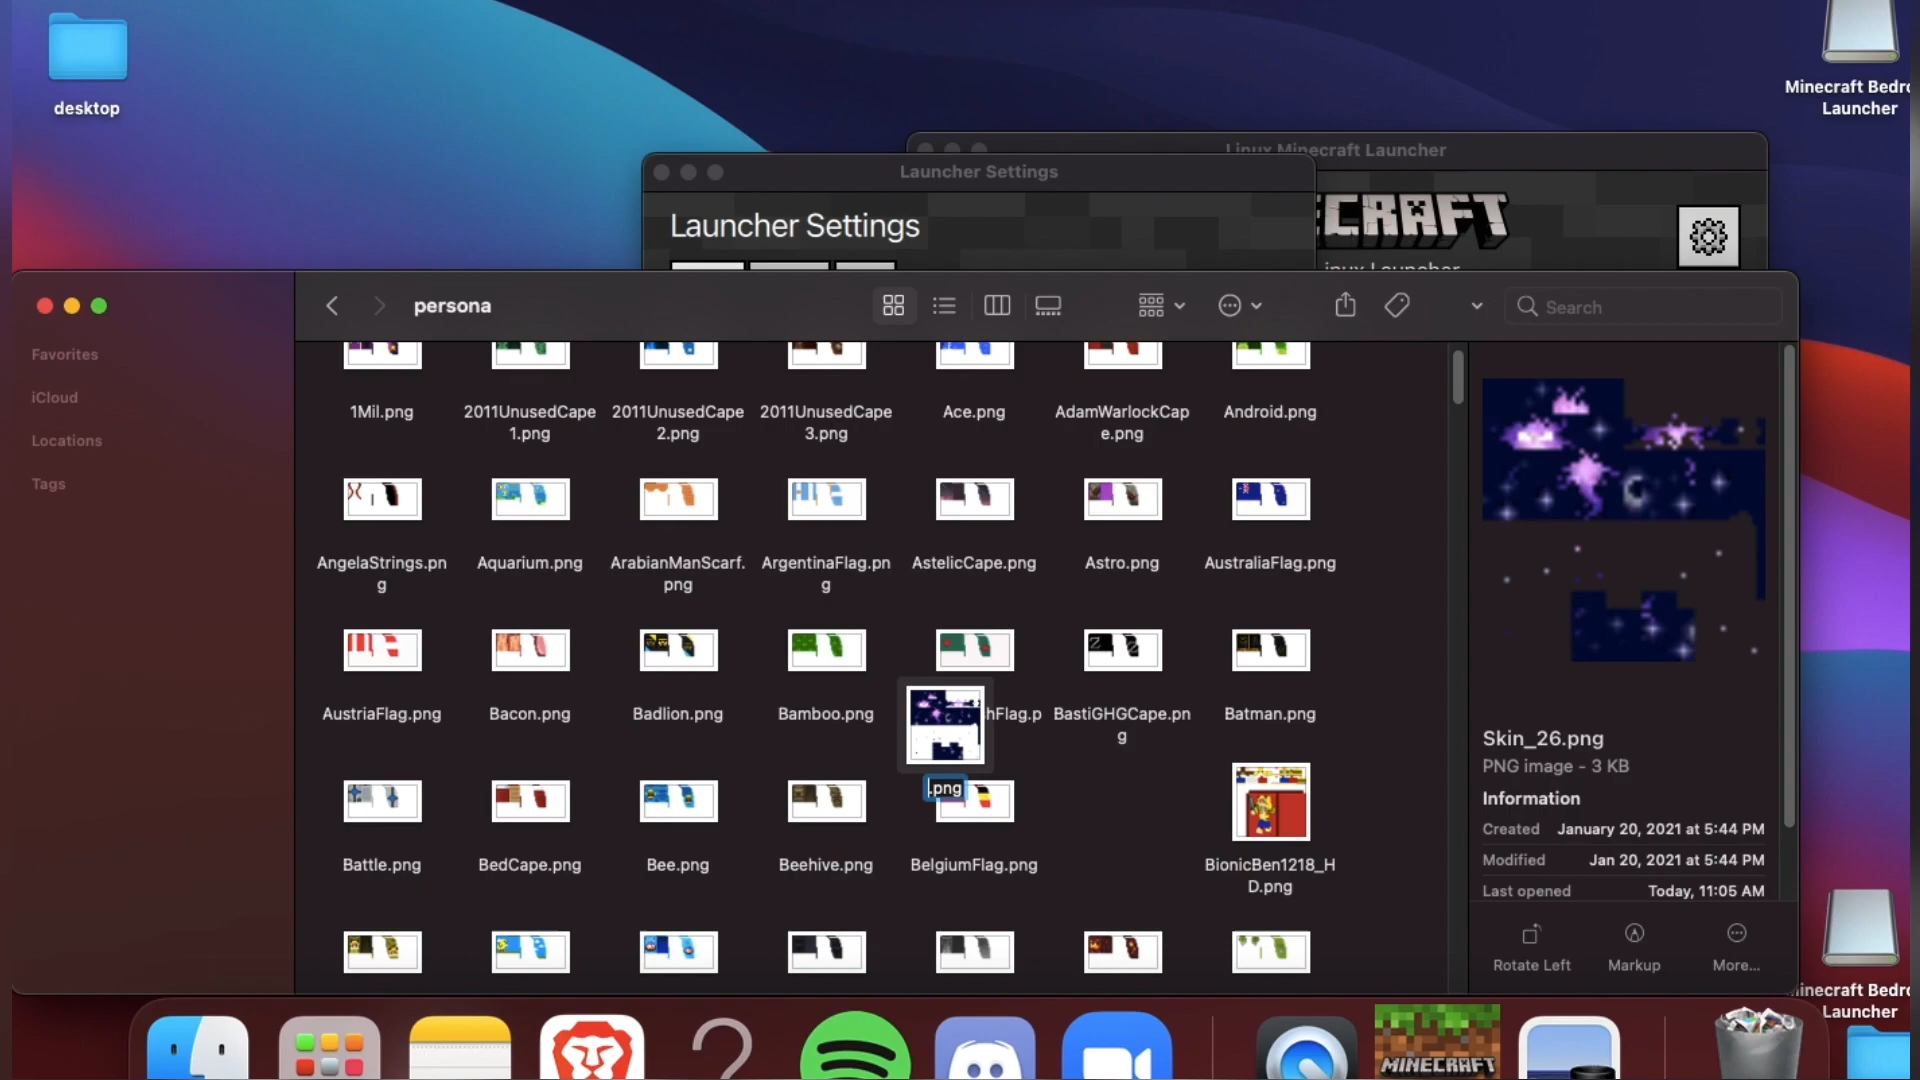 desktop
Minecraft Bedro
Launcher
Linux Minecraft Launcher
Launcher Settings
Launcher Settings
ECRAFT
inux Launcher
persona
Search
Favorites
iCloud
Locations
Tags
1Mil.png
2011UnusedCape
1.png
2011UnusedCape
2.png
2011UnusedCape
3.png
Ace.png
AdamWarlockCap
e.png
Android.png
AngelaStrings.pn
g
Aquarium.png
ArabianManScarf.
png
ArgentinaFlag.pn
g
AstelicCape.png
Astro.png
AustraliaFlag.png
AustriaFlag.png
Bacon.png
Badlion.png
Bamboo.png
hFlag.p
BastiGHGCape.pn
g
Batman.png
.png
Battle.png
BedCape.png
Bee.png
Beehive.png
BelgiumFlag.png
BionicBen1218_H
D.png
Skin_26.png
PNG image - 3 KB
Information
Created January 20, 2021 at 5:44 PM
Modified Jan 20, 2021 at 5:44 PM
Last opened Today, 11:05 AM
Rotate Left
Markup
More...
inecraft Bedro
Launcher
MINECRAFT